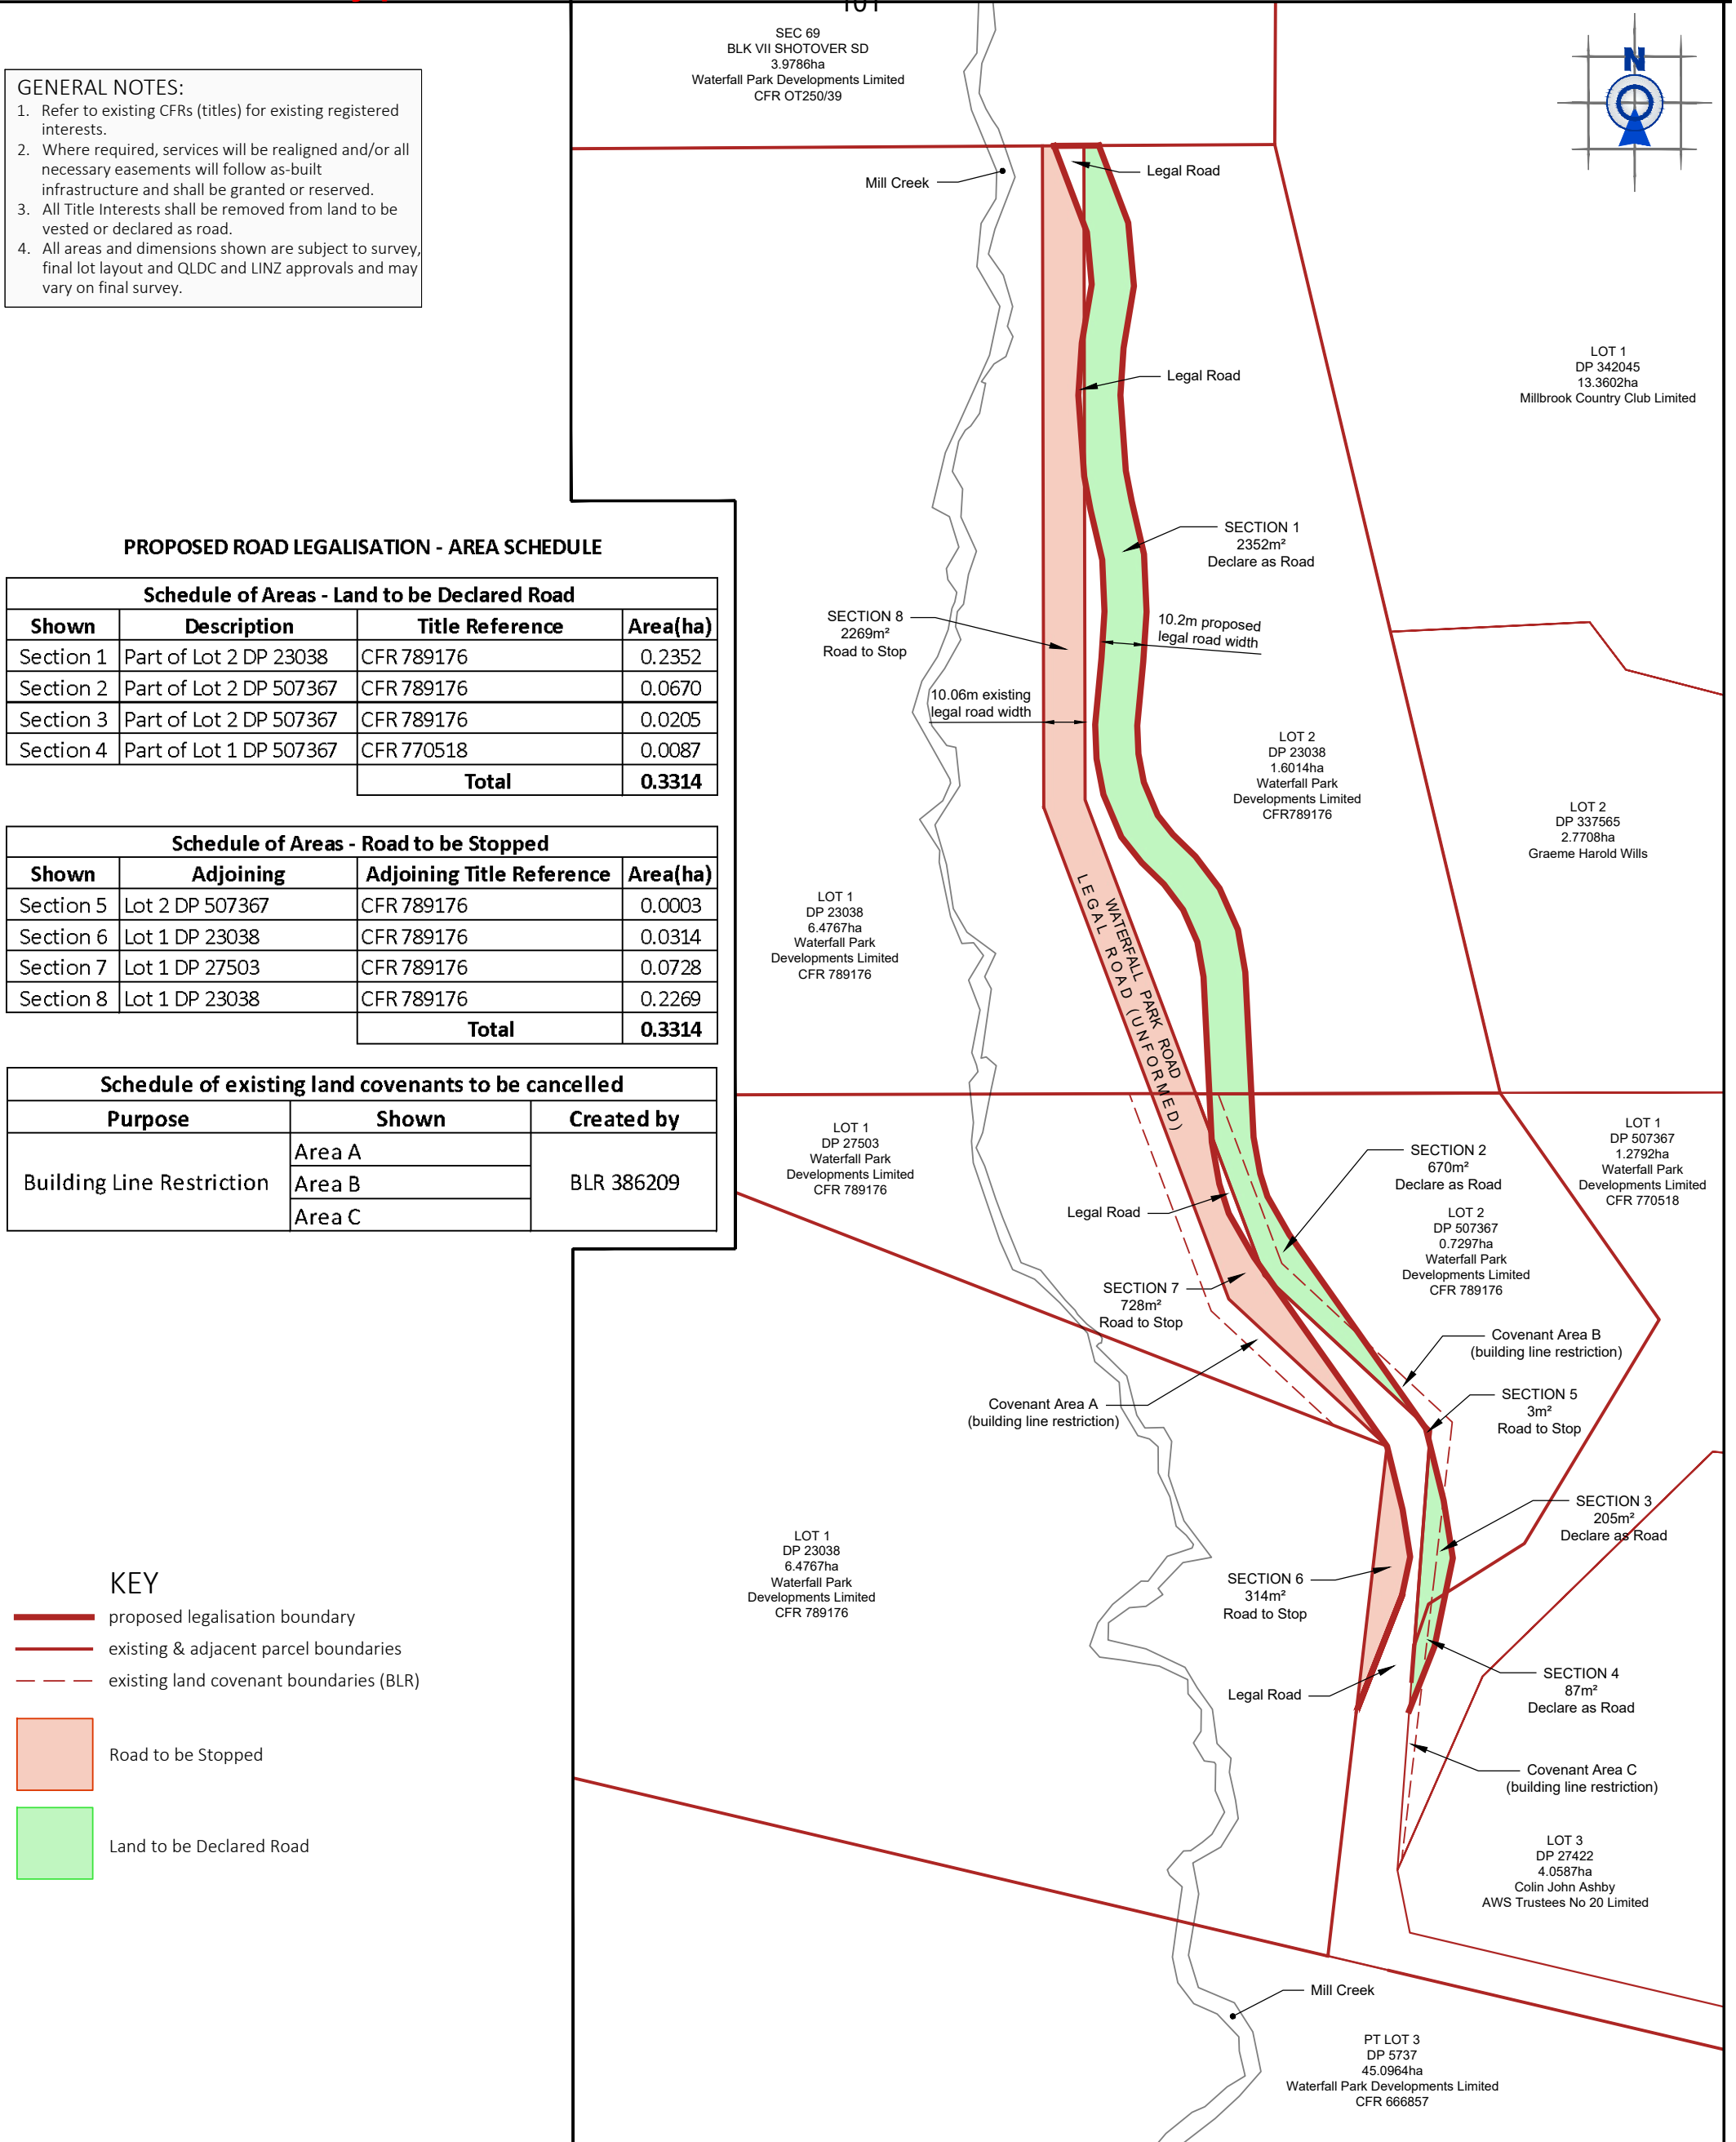 101
SEC 69
BLK VII SHOTOVER SD
3.9786ha
Waterfall Park Developments Limited
CFR OT250/39
N
GENERAL NOTES:
1. Refer to existing CFRs (titles) for existing registered
interests.
2. Where required, services will be realigned and/or all
necessary easements will follow as-built
infrastructure and shall be granted or reserved.
3. All Title Interests shall be removed from land to be
vested or declared as road.
4. All areas and dimensions shown are subject to survey,
final lot layout and QLDC and LINZ approvals and may
vary on final survey.
Mill Creek
Legal Road
Legal Road
LOT 1
DP 342045
13.3602ha
Millbrook Country Club Limited
SECTION 1
2352m²
Declare as Road
SECTION 8
2269m²
Road to Stop
10.2m proposed
legal road width
10.06m existing
legal road width
LOT 2
DP 23038
1.6014ha
Waterfall Park
Developments Limited
CFR789176
LOT 2
DP 337565
2.7708ha
Graeme Harold Wills
LOT 1
DP 23038
6.4767ha
Waterfall Park
Developments Limited
CFR 789176
WATERFALL PARK ROAD
LEGAL ROAD (UNFORMED)
PROPOSED ROAD LEGALISATION - AREA SCHEDULE
Schedule of Areas - Land to be Declared Road
Shown Description Title Reference Area(ha)
Section 1 Part of Lot 2 DP 23038 CFR 789176 0.2352
Section 2 Part of Lot 2 DP 507367 CFR 789176 0.0670
Section 3 Part of Lot 2 DP 507367 CFR 789176 0.0205
Section 4 Part of Lot 1 DP 507367 CFR 770518 0.0087
Total 0.3314
Schedule of Areas - Road to be Stopped
Shown Adjoining Adjoining Title Reference Area(ha)
Section 5 Lot 2 DP 507367 CFR 789176 0.0003
Section 6 Lot 1 DP 23038 CFR 789176 0.0314
Section 7 Lot 1 DP 27503 CFR 789176 0.0728
Section 8 Lot 1 DP 23038 CFR 789176 0.2269
Total 0.3314
Schedule of existing land covenants to be cancelled
Purpose Shown Created by
Building Line Restriction Area A BLR 386209
Area B
Area C
LOT 1
DP 27503
Waterfall Park
Developments Limited
CFR 789176
SECTION 2
670m²
Declare as Road
LOT 1
DP 507367
1.2792ha
Waterfall Park
Developments Limited
CFR 770518
Legal Road
LOT 2
DP 507367
0.7297ha
Waterfall Park
Developments Limited
CFR 789176
SECTION 7
728m²
Road to Stop
Covenant Area B
(building line restriction)
Covenant Area A
(building line restriction)
SECTION 5
3m²
Road to Stop
SECTION 3
205m²
Declare as Road
LOT 1
DP 23038
6.4767ha
Waterfall Park
Developments Limited
CFR 789176
SECTION 6
314m²
Road to Stop
SECTION 4
87m²
Declare as Road
Legal Road
Covenant Area C
(building line restriction)
LOT 3
DP 27422
4.0587ha
Colin John Ashby
AWS Trustees No 20 Limited
Mill Creek
PT LOT 3
DP 5737
45.0964ha
Waterfall Park Developments Limited
CFR 666857
KEY
proposed legalisation boundary
existing & adjacent parcel boundaries
existing land covenant boundaries (BLR)
Road to be Stopped
Land to be Declared Road